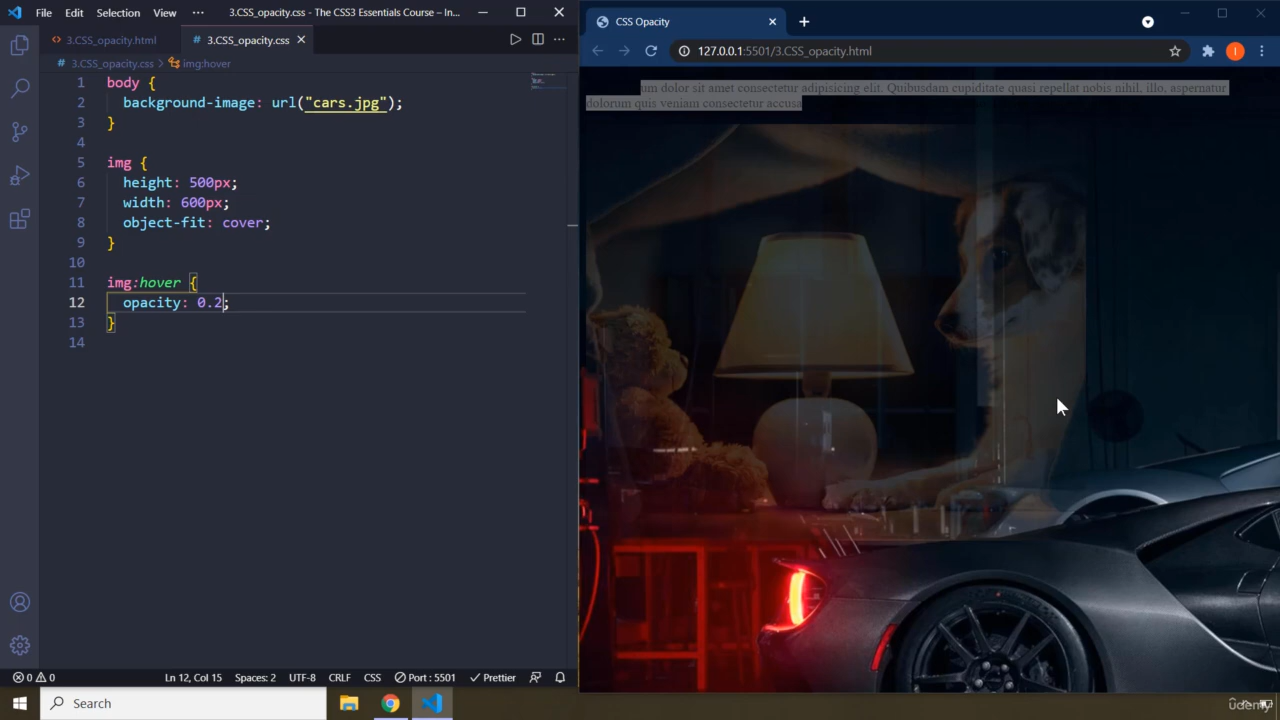 File Edit Selection View ··· 3.CSS_opacity.css - The CSS3 Essentials Course – In...
3.CSS_opacity.html # 3.CSS_opacity.css
# 3.CSS_opacity.css > img:hover
1 body {
2 background-image: url("cars.jpg");
3 }
4
5 img {
6 height: 500px;
7 width: 600px;
8 object-fit: cover;
9 }
10
11 img:hover {
12 opacity: 0.2;
13 }
14
0 0 Ln 12, Col 15 Spaces: 2 UTF-8 CRLF CSS Port : 5501 Prettier
Search
CSS Opacity
127.0.0.1:5501/3.CSS_opacity.html
i
um dolor sit amet consectetur adipisicing elit. Quibusdam cupiditate quasi repellat nobis nihil, illo, aspernatur
dolorum quis veniam consectetur accusa
udemy